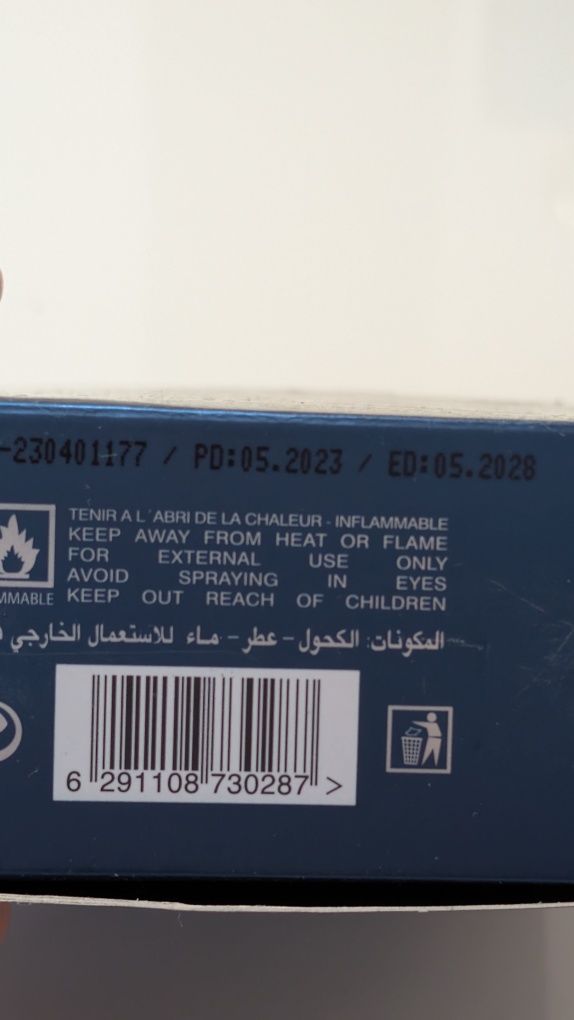 -230401177 / PD:05.2023 / ED:05.2028
TENIR A L'ABRI DE LA CHALEUR - INFLAMMABLE
KEEP AWAY FROM HEAT OR FLAME
FOR EXTERNAL USE ONLY
AVOID SPRAYING IN EYES
MMABLE KEEP OUT REACH OF CHILDREN
المكونات: الكحول - عطر - ماء للاستعمال الخارجي
6 291108 730287 >